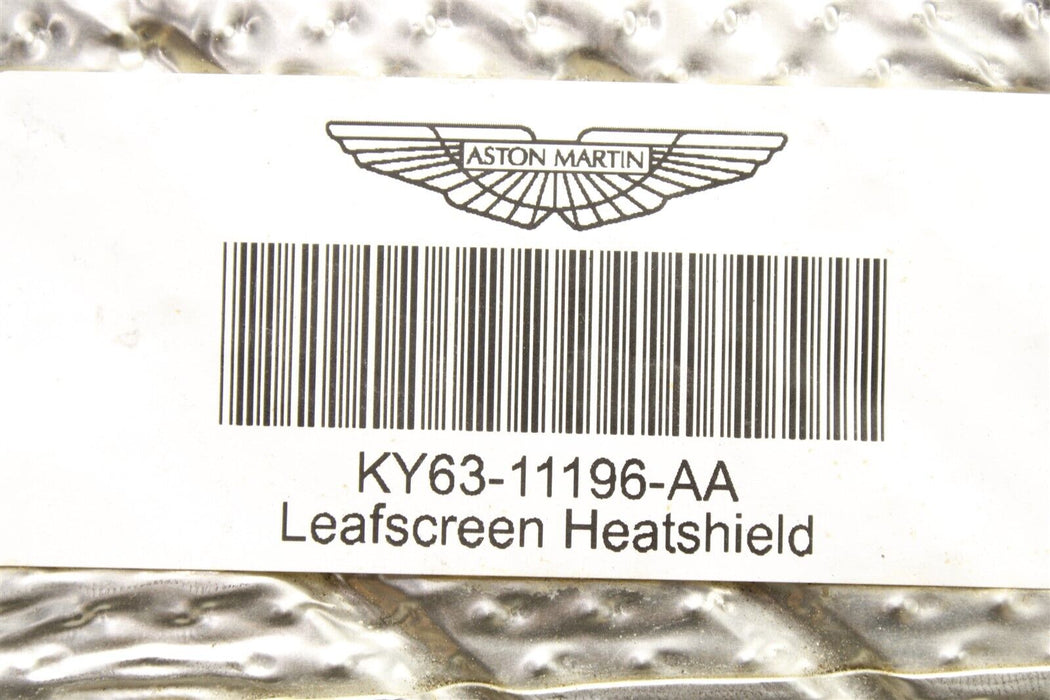 ASTON MARTIN
KY63-11196-AA
Leafscreen Heatshield